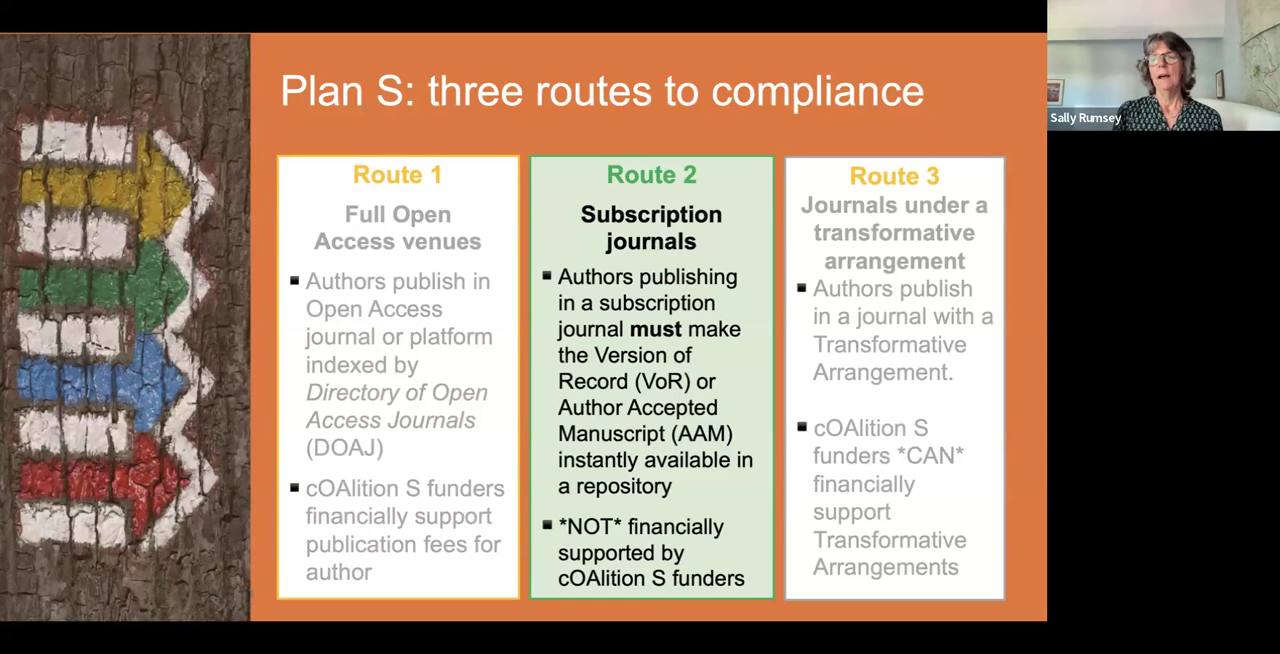 Plan S: three routes to compliance
Sally Rumsey
Route 1
Full Open
Access venues
Authors publish in
Open Access
journal or platform
indexed by
Directory of Open
Access Journals
(DOAJ)
cOAlition S funders
financially support
publication fees for
author
Route 2
Subscription
journals
Authors publishing
in a subscription
journal must make
the Version of
Record (VoR) or
Author Accepted
Manuscript (AAM)
instantly available in
a repository
*NOT* financially
supported by
cOAlition S funders
Route 3
Journals under a
transformative
arrangement
Authors publish
in a journal with a
Transformative
Arrangement.
cOAlition S
funders *CAN*
financially
support
Transformative
Arrangements